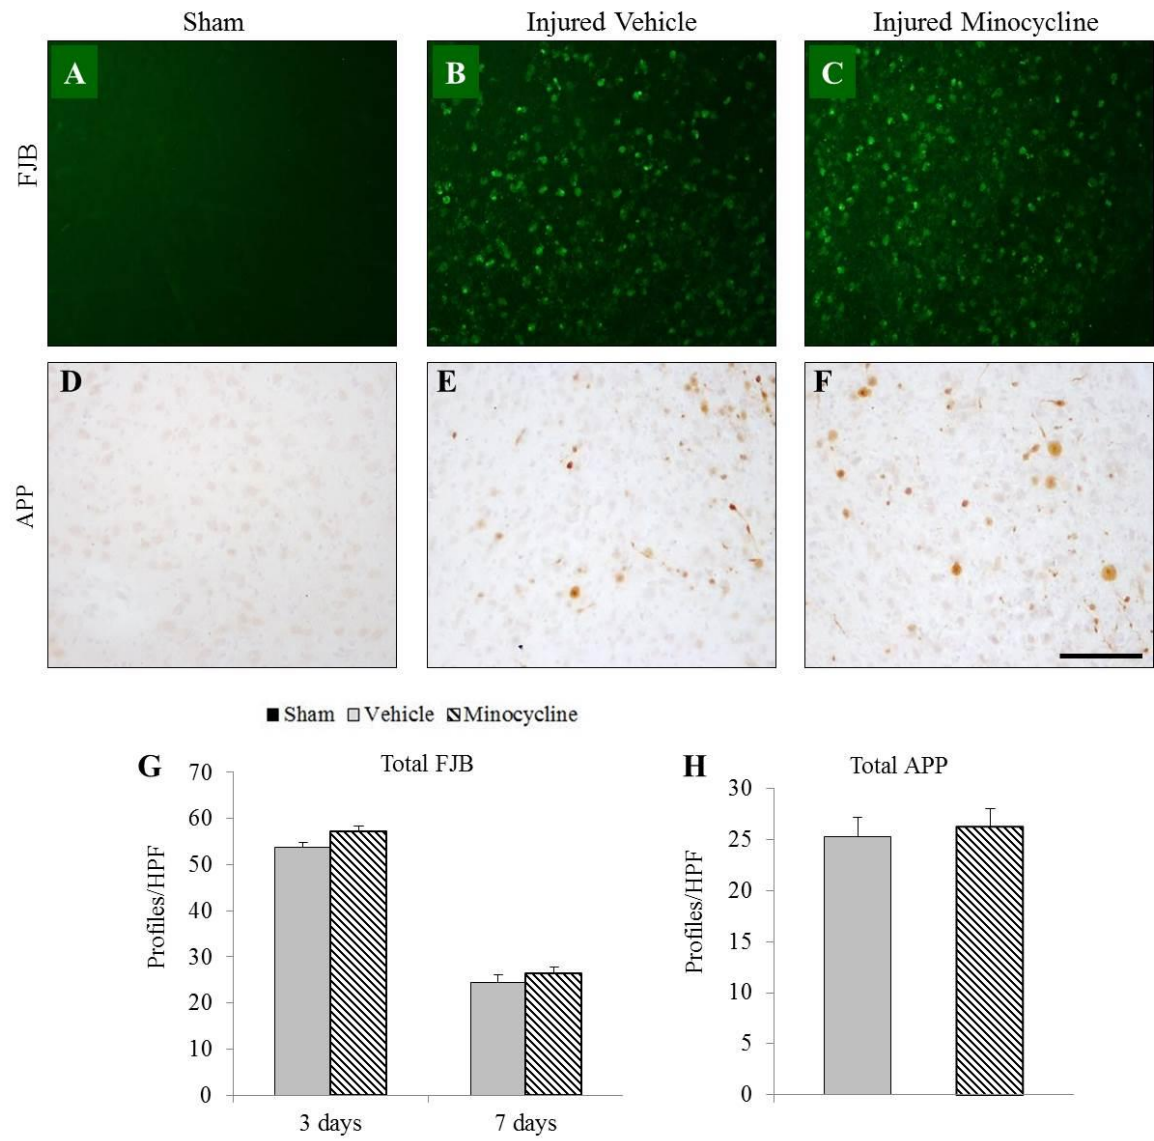 Sham Injured Vehicle Injured Minocycline
FJB
A B C
APP
D E F
Sham Vehicle Minocycline
G Total FJB
Profiles/HPF
70
60
50
40
30
20
10
0
3 days 7 days
H Total APP
Profiles/HPF
30
25
20
15
10
5
0